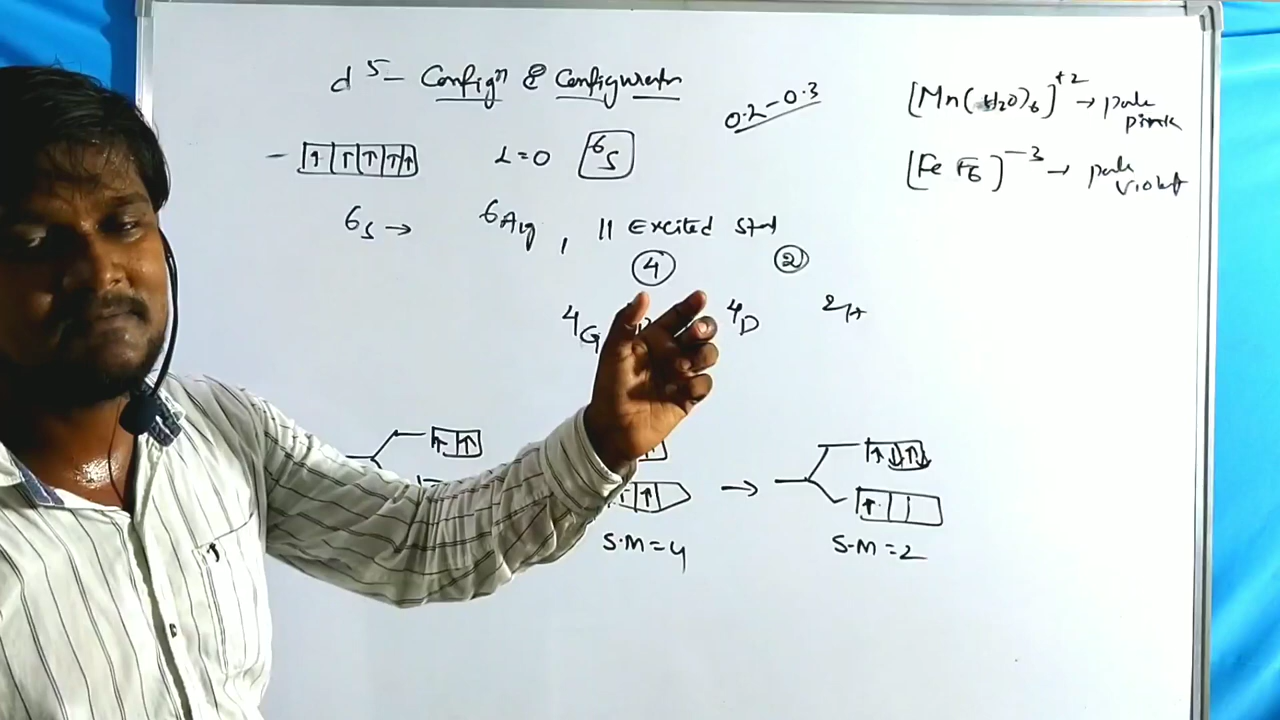 d⁵ – Configⁿ & Configuration
0.2 – 0.3
[Mn(H₂O)₆]⁺² → pale pink
[FeF₆]⁻³ → pale violet
– ↑ ↑ ↑ ↑ ↑ L=0 ⁶S
⁶S → ⁶A₁g, 11 Excited
④ ②
⁴G ⁴D
↑ ↑
↑ → ↑↓ ↑↓
↑
S·M = 4 S·M = 2